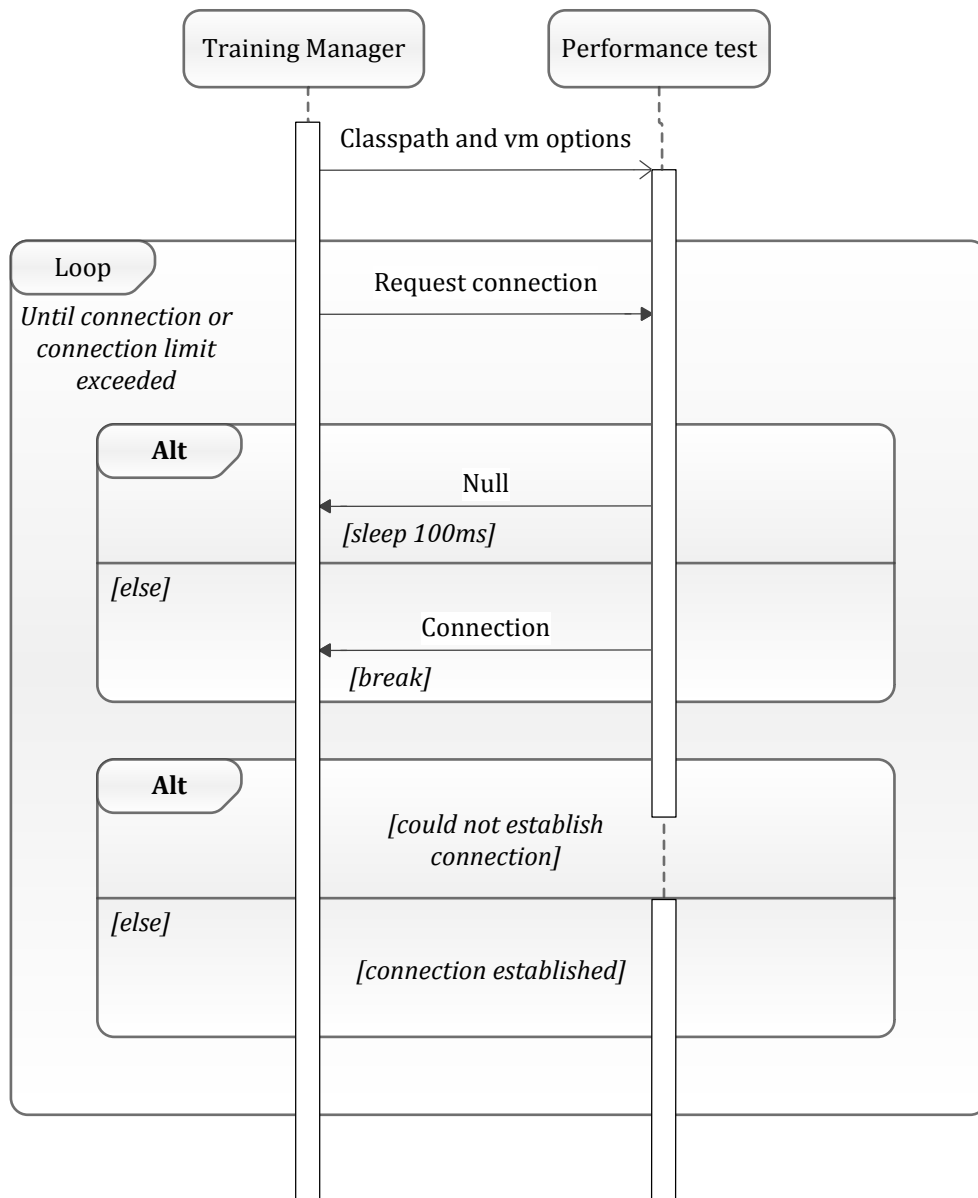 Training Manager
Performance test
Classpath and vm options
Loop
Request connection
Until connection or
connection limit
exceeded
Alt
Null
[sleep 100ms]
[else]
Connection
[break]
Alt
[could not establish
connection]
[else]
[connection established]